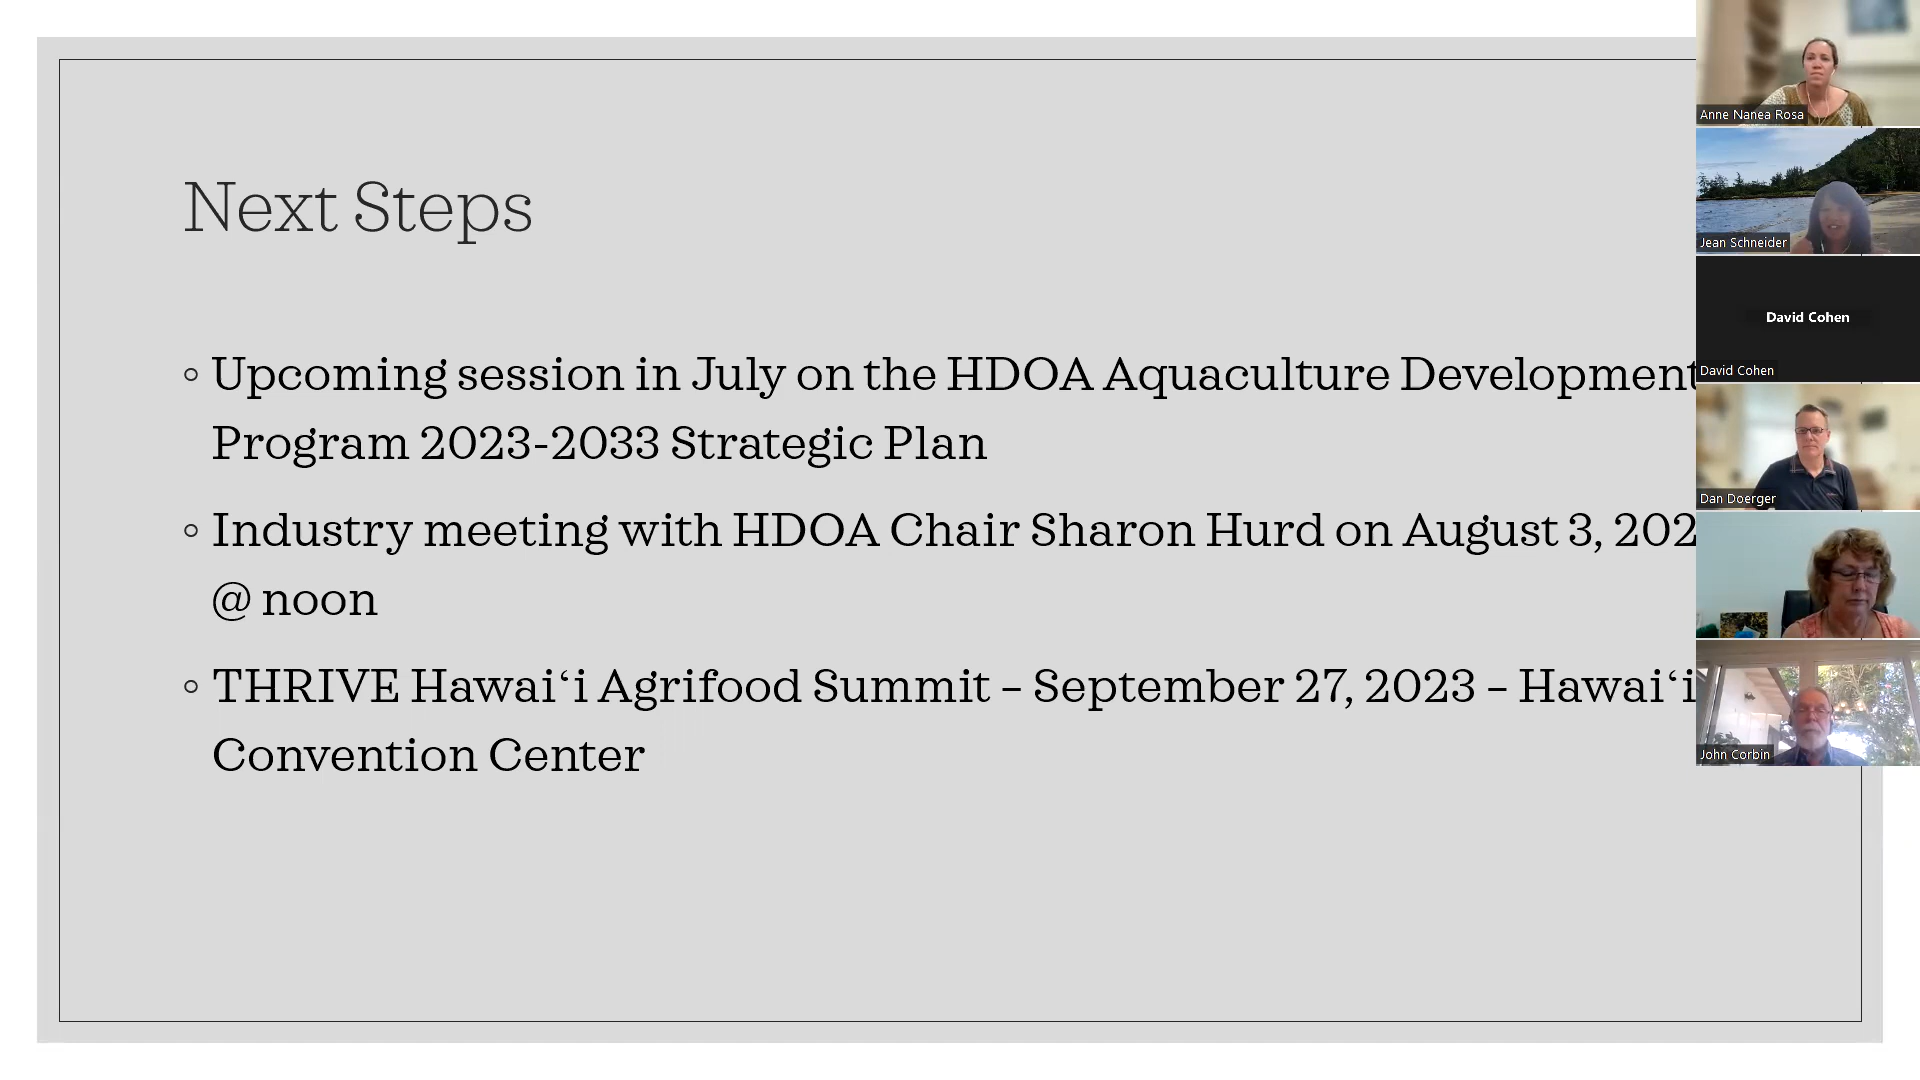 Next Steps
◦ Upcoming session in July on the HDOA Aquaculture Development
Program 2023-2033 Strategic Plan
◦ Industry meeting with HDOA Chair Sharon Hurd on August 3, 202
@ noon
◦ THRIVE Hawaiʻi Agrifood Summit – September 27, 2023 – Hawaiʻi
Convention Center
Anne Nanea Rosa
Jean Schneider
David Cohen
David Cohen
Dan Doerger
John Corbin